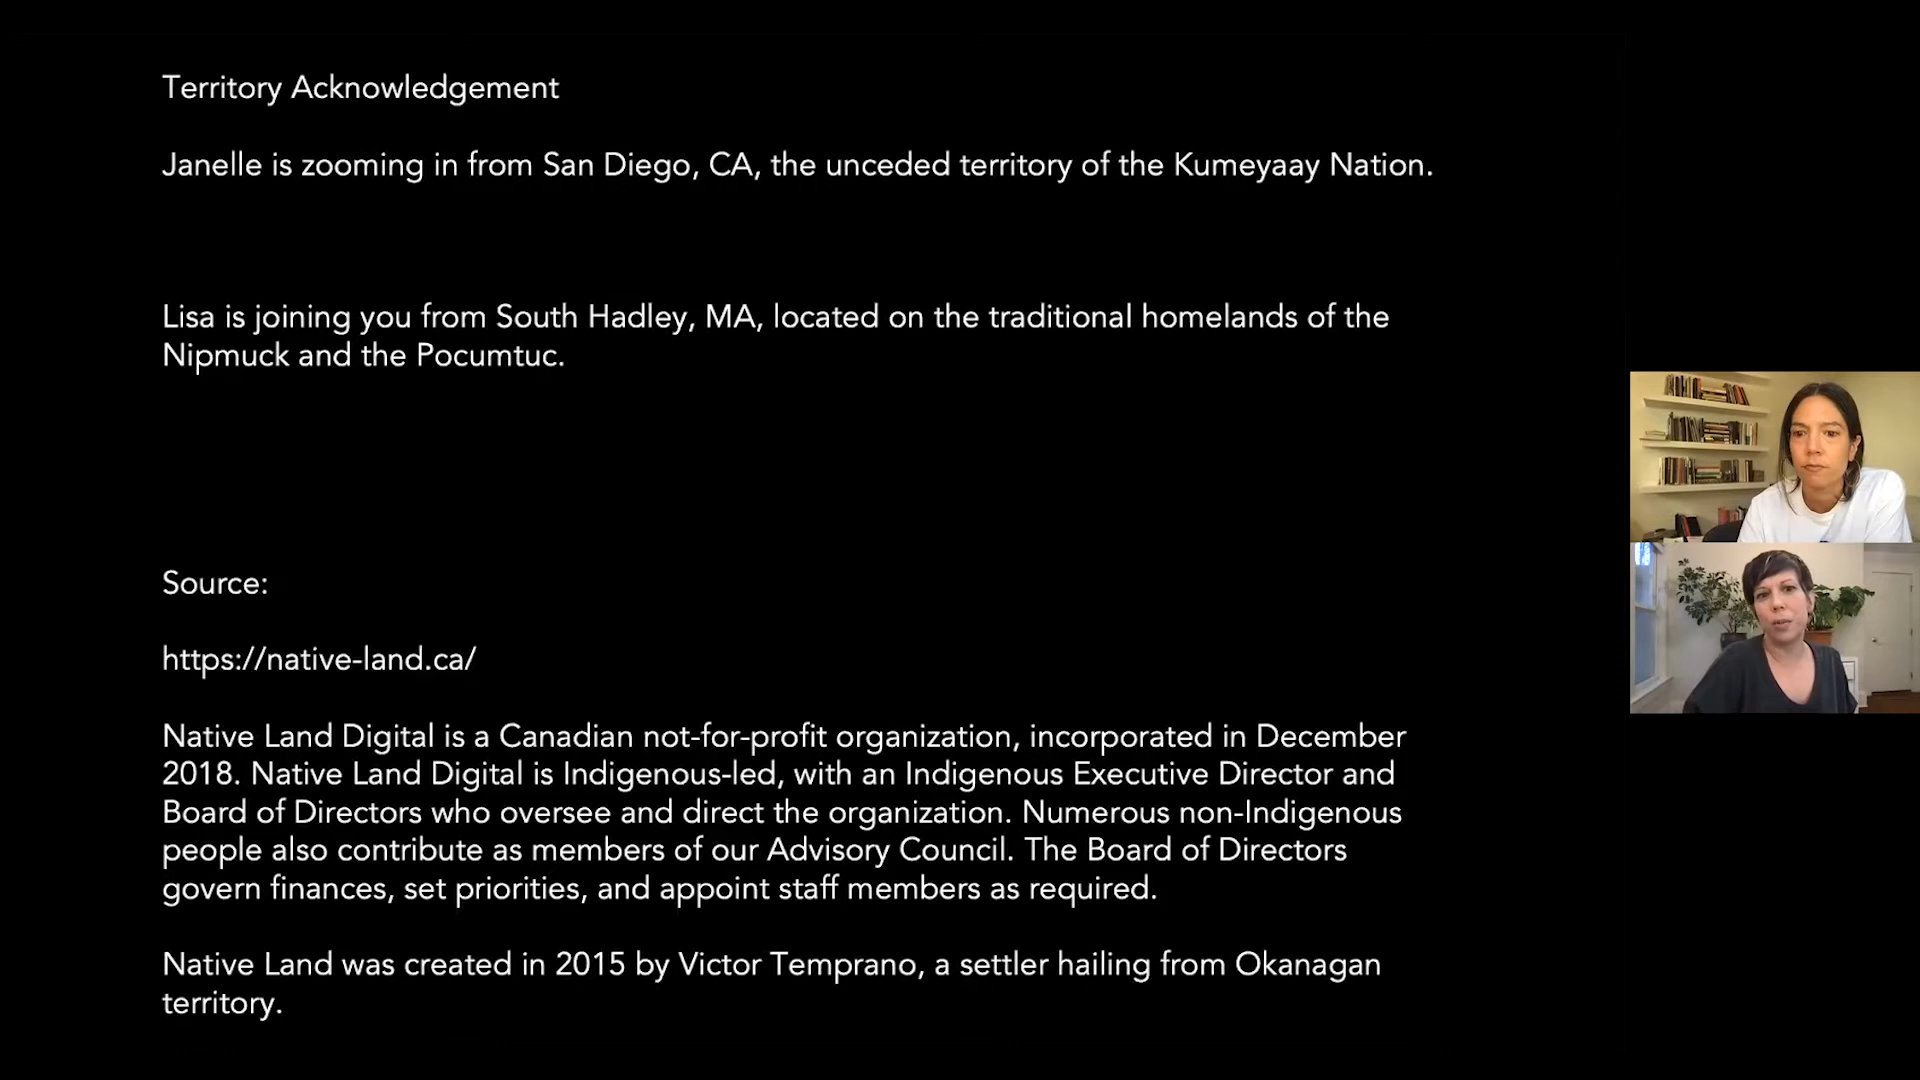 Territory Acknowledgement
Janelle is zooming in from San Diego, CA, the unceded territory of the Kumeyaay Nation.
Lisa is joining you from South Hadley, MA, located on the traditional homelands of the
Nipmuck and the Pocumtuc.
Source:
https://native-land.ca/
Native Land Digital is a Canadian not-for-profit organization, incorporated in December
2018. Native Land Digital is Indigenous-led, with an Indigenous Executive Director and
Board of Directors who oversee and direct the organization. Numerous non-Indigenous
people also contribute as members of our Advisory Council. The Board of Directors
govern finances, set priorities, and appoint staff members as required.
Native Land was created in 2015 by Victor Temprano, a settler hailing from Okanagan
territory.